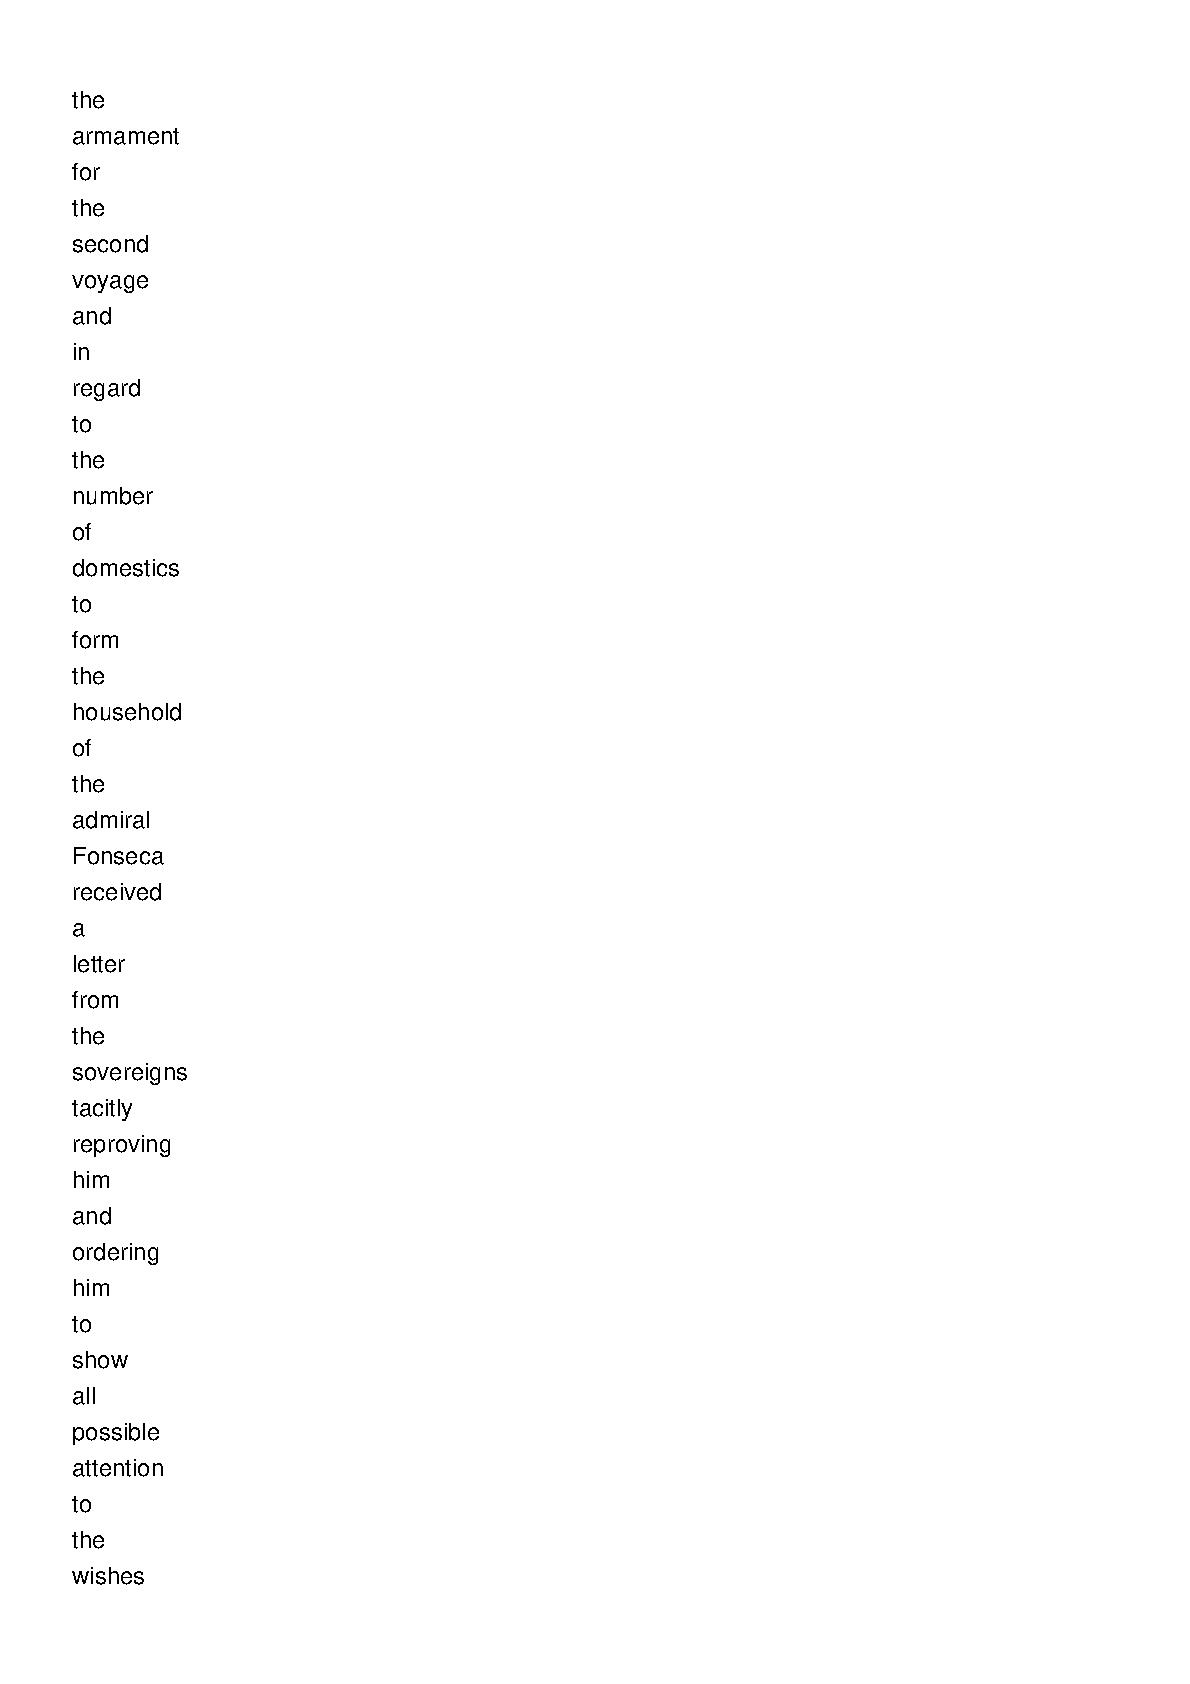 the
armament
for
the
second
voyage
and
in
regard
to
the
number
of
domestics
to
form
the
household
of
the
admiral
Fonseca
received
a
letter
from
the
sovereigns
tacitly
reproving
him
and
ordering
him
to
show
all
possible
attention
to
the
wishes